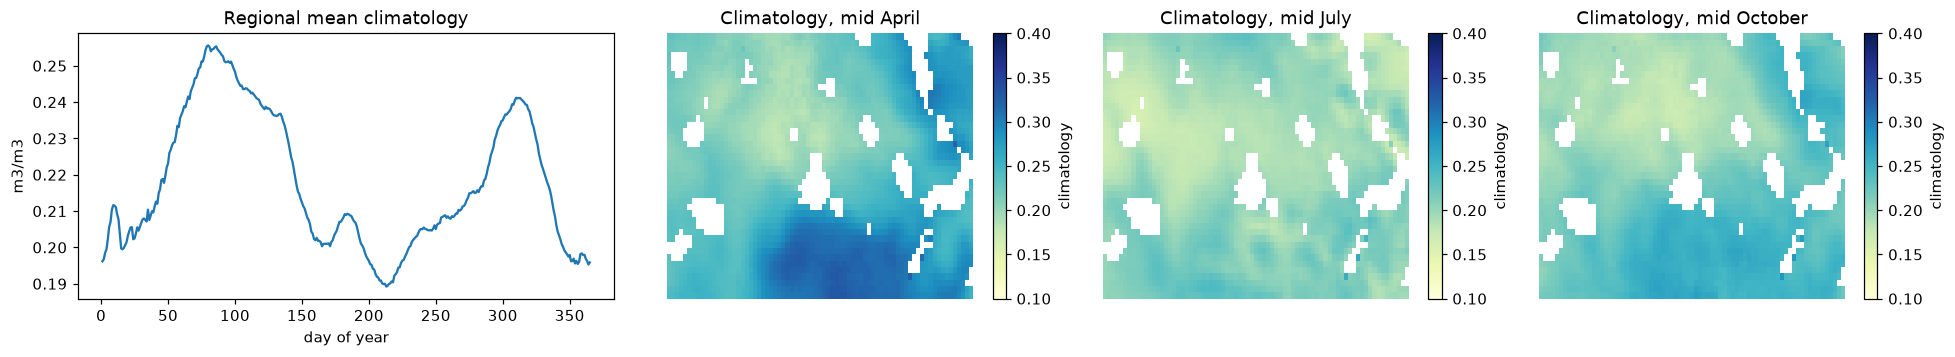 Regional mean climatology
m3/m3
0.25
0.24
0.23
0.22
0.21
0.20
0.19
0 50 100 150 200 250 300 350
day of year
Climatology, mid April
0.40
0.35
0.30
0.25
0.20
0.15
0.10
climatology
Climatology, mid July
0.40
0.35
0.30
0.25
0.20
0.15
0.10
climatology
Climatology, mid October
0.40
0.35
0.30
0.25
0.20
0.15
0.10
climatology